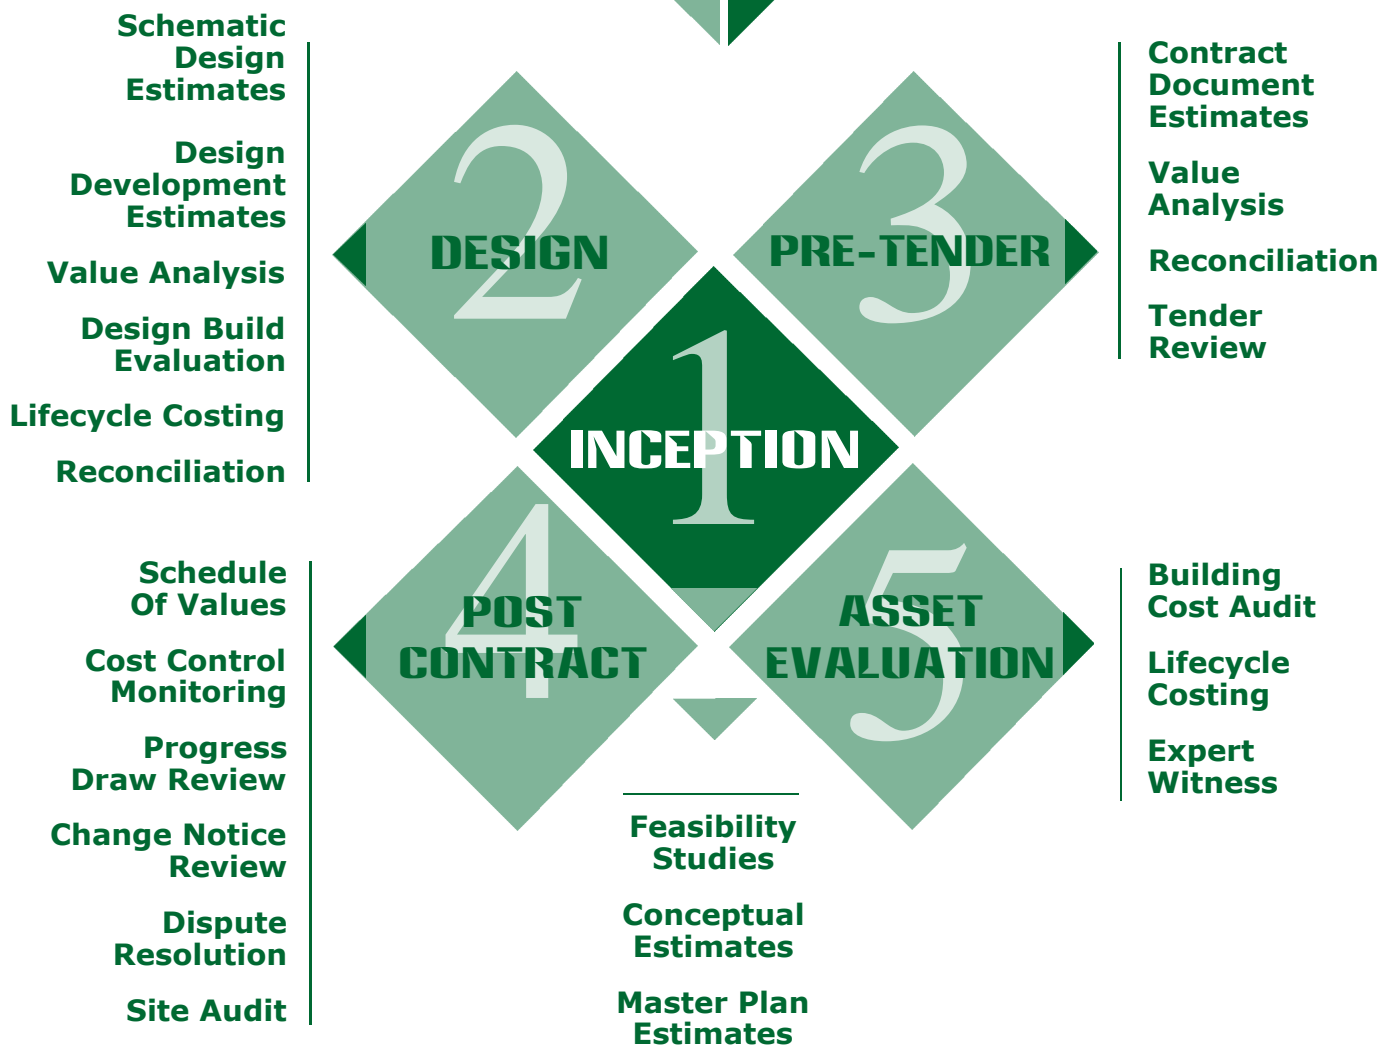 Schematic
Design
Estimates
Design
Development
Estimates
Value Analysis
Design Build
Evaluation
Lifecycle Costing
Reconciliation
2
DESIGN
3
PRE-TENDER
Contract
Document
Estimates
Value
Analysis
Reconciliation
Tender
Review
1
INCEPTION
Schedule
Of Values
Cost Control
Monitoring
Progress
Draw Review
Change Notice
Review
Dispute
Resolution
Site Audit
4
POST
CONTRACT
5
ASSET
EVALUATION
Building
Cost Audit
Lifecycle
Costing
Expert
Witness
Feasibility
Studies
Conceptual
Estimates
Master Plan
Estimates